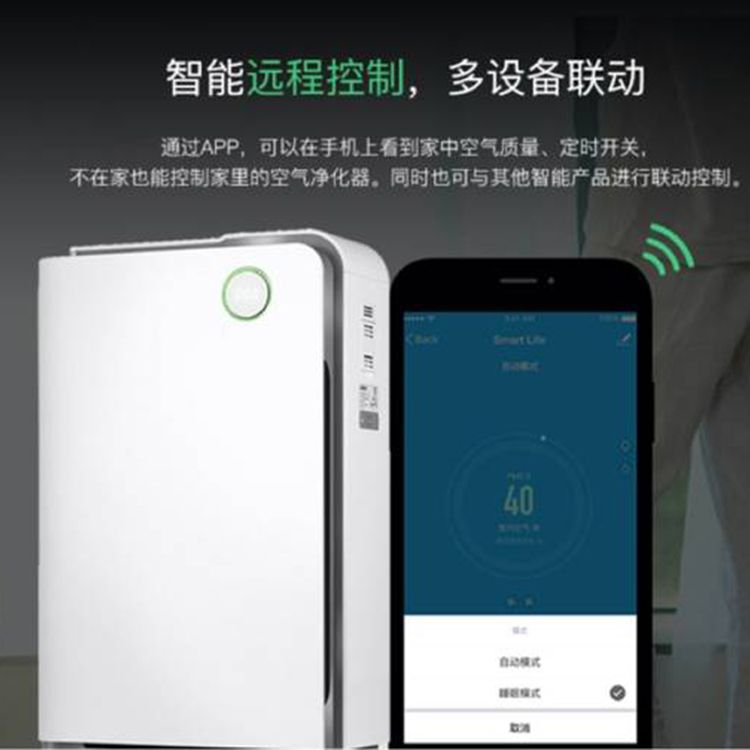 智能远程控制，多设备联动
通过APP，可以在手机上看到家中空气质量、定时开关，
不在家也能控制家里的空气净化器。同时也可与其他智能产品进行联动控制。
Back
Smart Life
自动模式
40
模式
自动模式
睡眠模式
取消